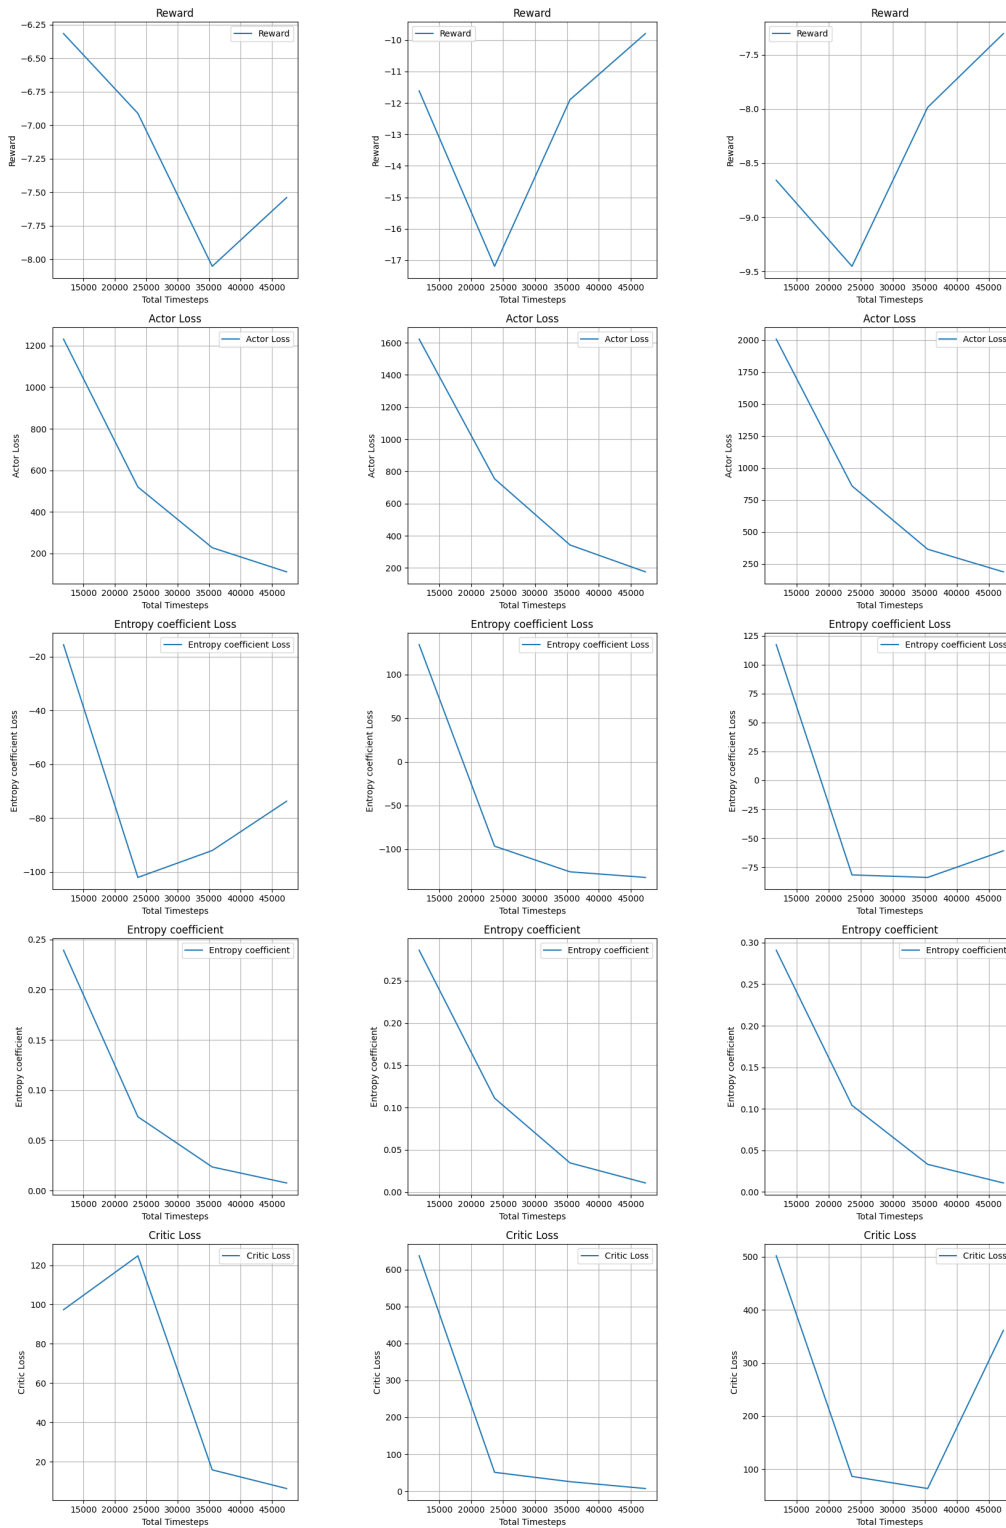 Reward Reward Reward
−6.25
−6.50
−6.75
−7.00
−7.25
−7.50
−7.75
−8.00
Reward
Reward
15000 20000 25000 30000 35000 40000 45000
Total Timesteps
−10
−11
−12
−13
−14
−15
−16
−17
Reward
Reward
15000 20000 25000 30000 35000 40000 45000
Total Timesteps
−7.5
−8.0
−8.5
−9.0
−9.5
Reward
Reward
15000 20000 25000 30000 35000 40000 45000
Total Timesteps
Actor Loss Actor Loss Actor Loss
1200
1000
800
600
400
200
Actor Loss
Actor Loss
15000 20000 25000 30000 35000 40000 45000
Total Timesteps
1600
1400
1200
1000
800
600
400
200
Actor Loss
Actor Loss
15000 20000 25000 30000 35000 40000 45000
Total Timesteps
2000
1750
1500
1250
1000
750
500
250
Actor Loss
Actor Loss
15000 20000 25000 30000 35000 40000 45000
Total Timesteps
Entropy coefficient Loss Entropy coefficient Loss Entropy coefficient Loss
−20
−40
−60
−80
−100
Entropy coefficient Loss
Entropy coefficient Loss
15000 20000 25000 30000 35000 40000 45000
Total Timesteps
100
50
0
−50
−100
Entropy coefficient Loss
Entropy coefficient Loss
15000 20000 25000 30000 35000 40000 45000
Total Timesteps
125
100
75
50
25
0
−25
−50
−75
Entropy coefficient Loss
Entropy coefficient Loss
15000 20000 25000 30000 35000 40000 45000
Total Timesteps
Entropy coefficient Entropy coefficient Entropy coefficient
0.25
0.20
0.15
0.10
0.05
0.00
Entropy coefficient
Entropy coefficient
15000 20000 25000 30000 35000 40000 45000
Total Timesteps
0.25
0.20
0.15
0.10
0.05
0.00
Entropy coefficient
Entropy coefficient
15000 20000 25000 30000 35000 40000 45000
Total Timesteps
0.30
0.25
0.20
0.15
0.10
0.05
0.00
Entropy coefficient
Entropy coefficient
15000 20000 25000 30000 35000 40000 45000
Total Timesteps
Critic Loss Critic Loss Critic Loss
120
100
80
60
40
20
Critic Loss
Critic Loss
15000 20000 25000 30000 35000 40000 45000
Total Timesteps
600
500
400
300
200
100
0
Critic Loss
Critic Loss
15000 20000 25000 30000 35000 40000 45000
Total Timesteps
500
400
300
200
100
Critic Loss
Critic Loss
15000 20000 25000 30000 35000 40000 45000
Total Timesteps